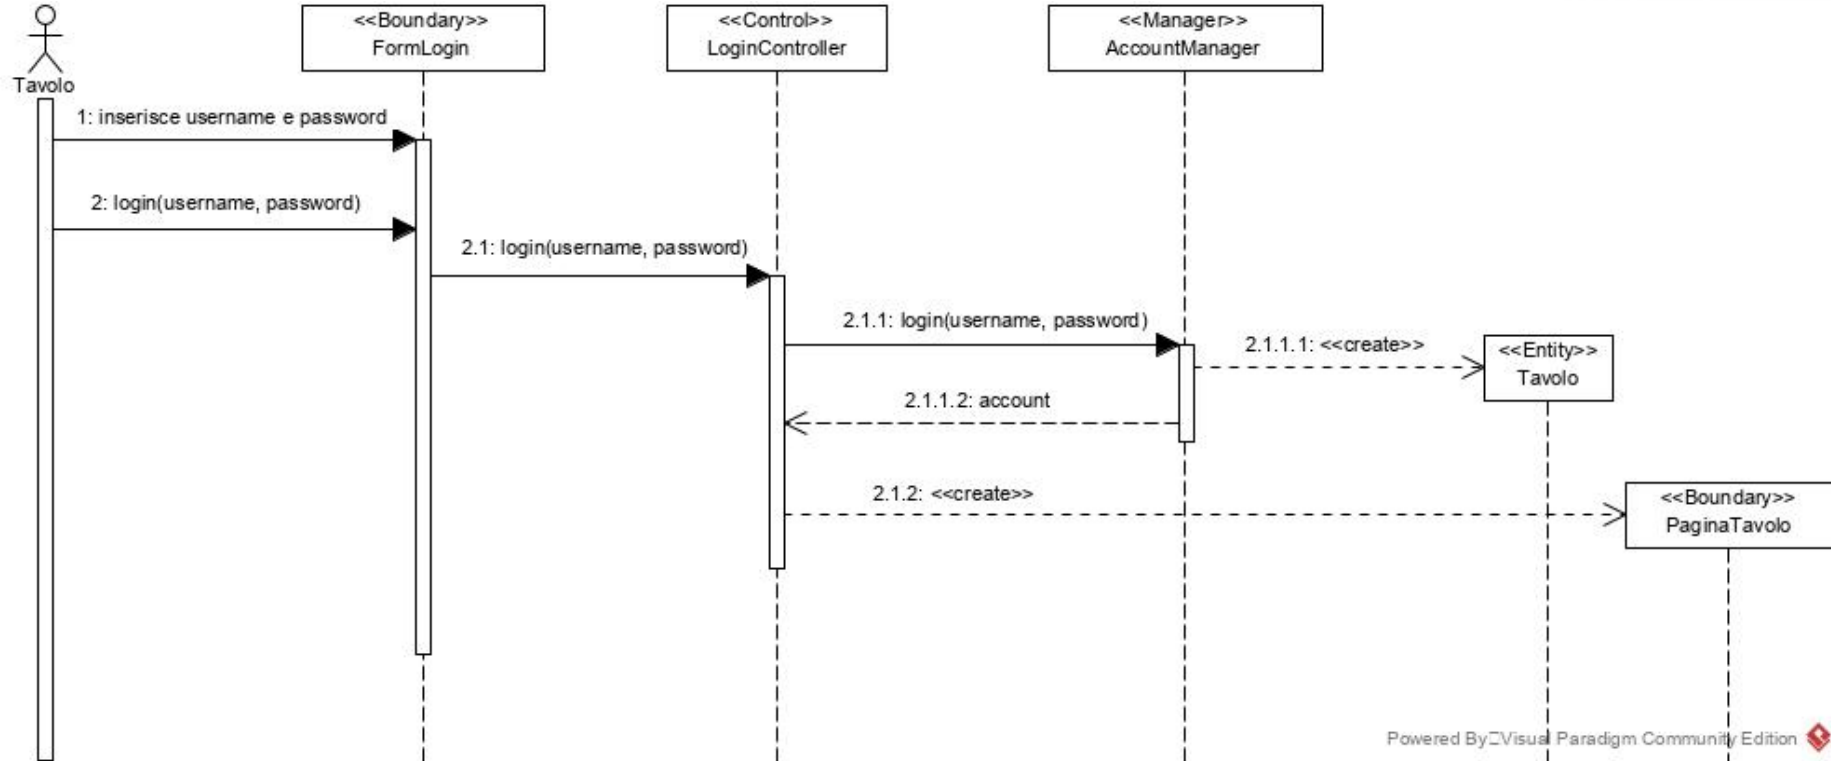 <<Boundary>>
FormLogin
<<Control>>
LoginController
<<Manager>>
AccountManager
Tavolo
1: inserisce username e password
2: login(username, password)
2.1: login(username, password)
2.1.1: login(username, password)
2.1.1.1: <<create>>
<<Entity>>
Tavolo
2.1.1.2: account
2.1.2: <<create>>
<<Boundary>>
PaginaTavolo
Powered By Visual Paradigm Community Edition